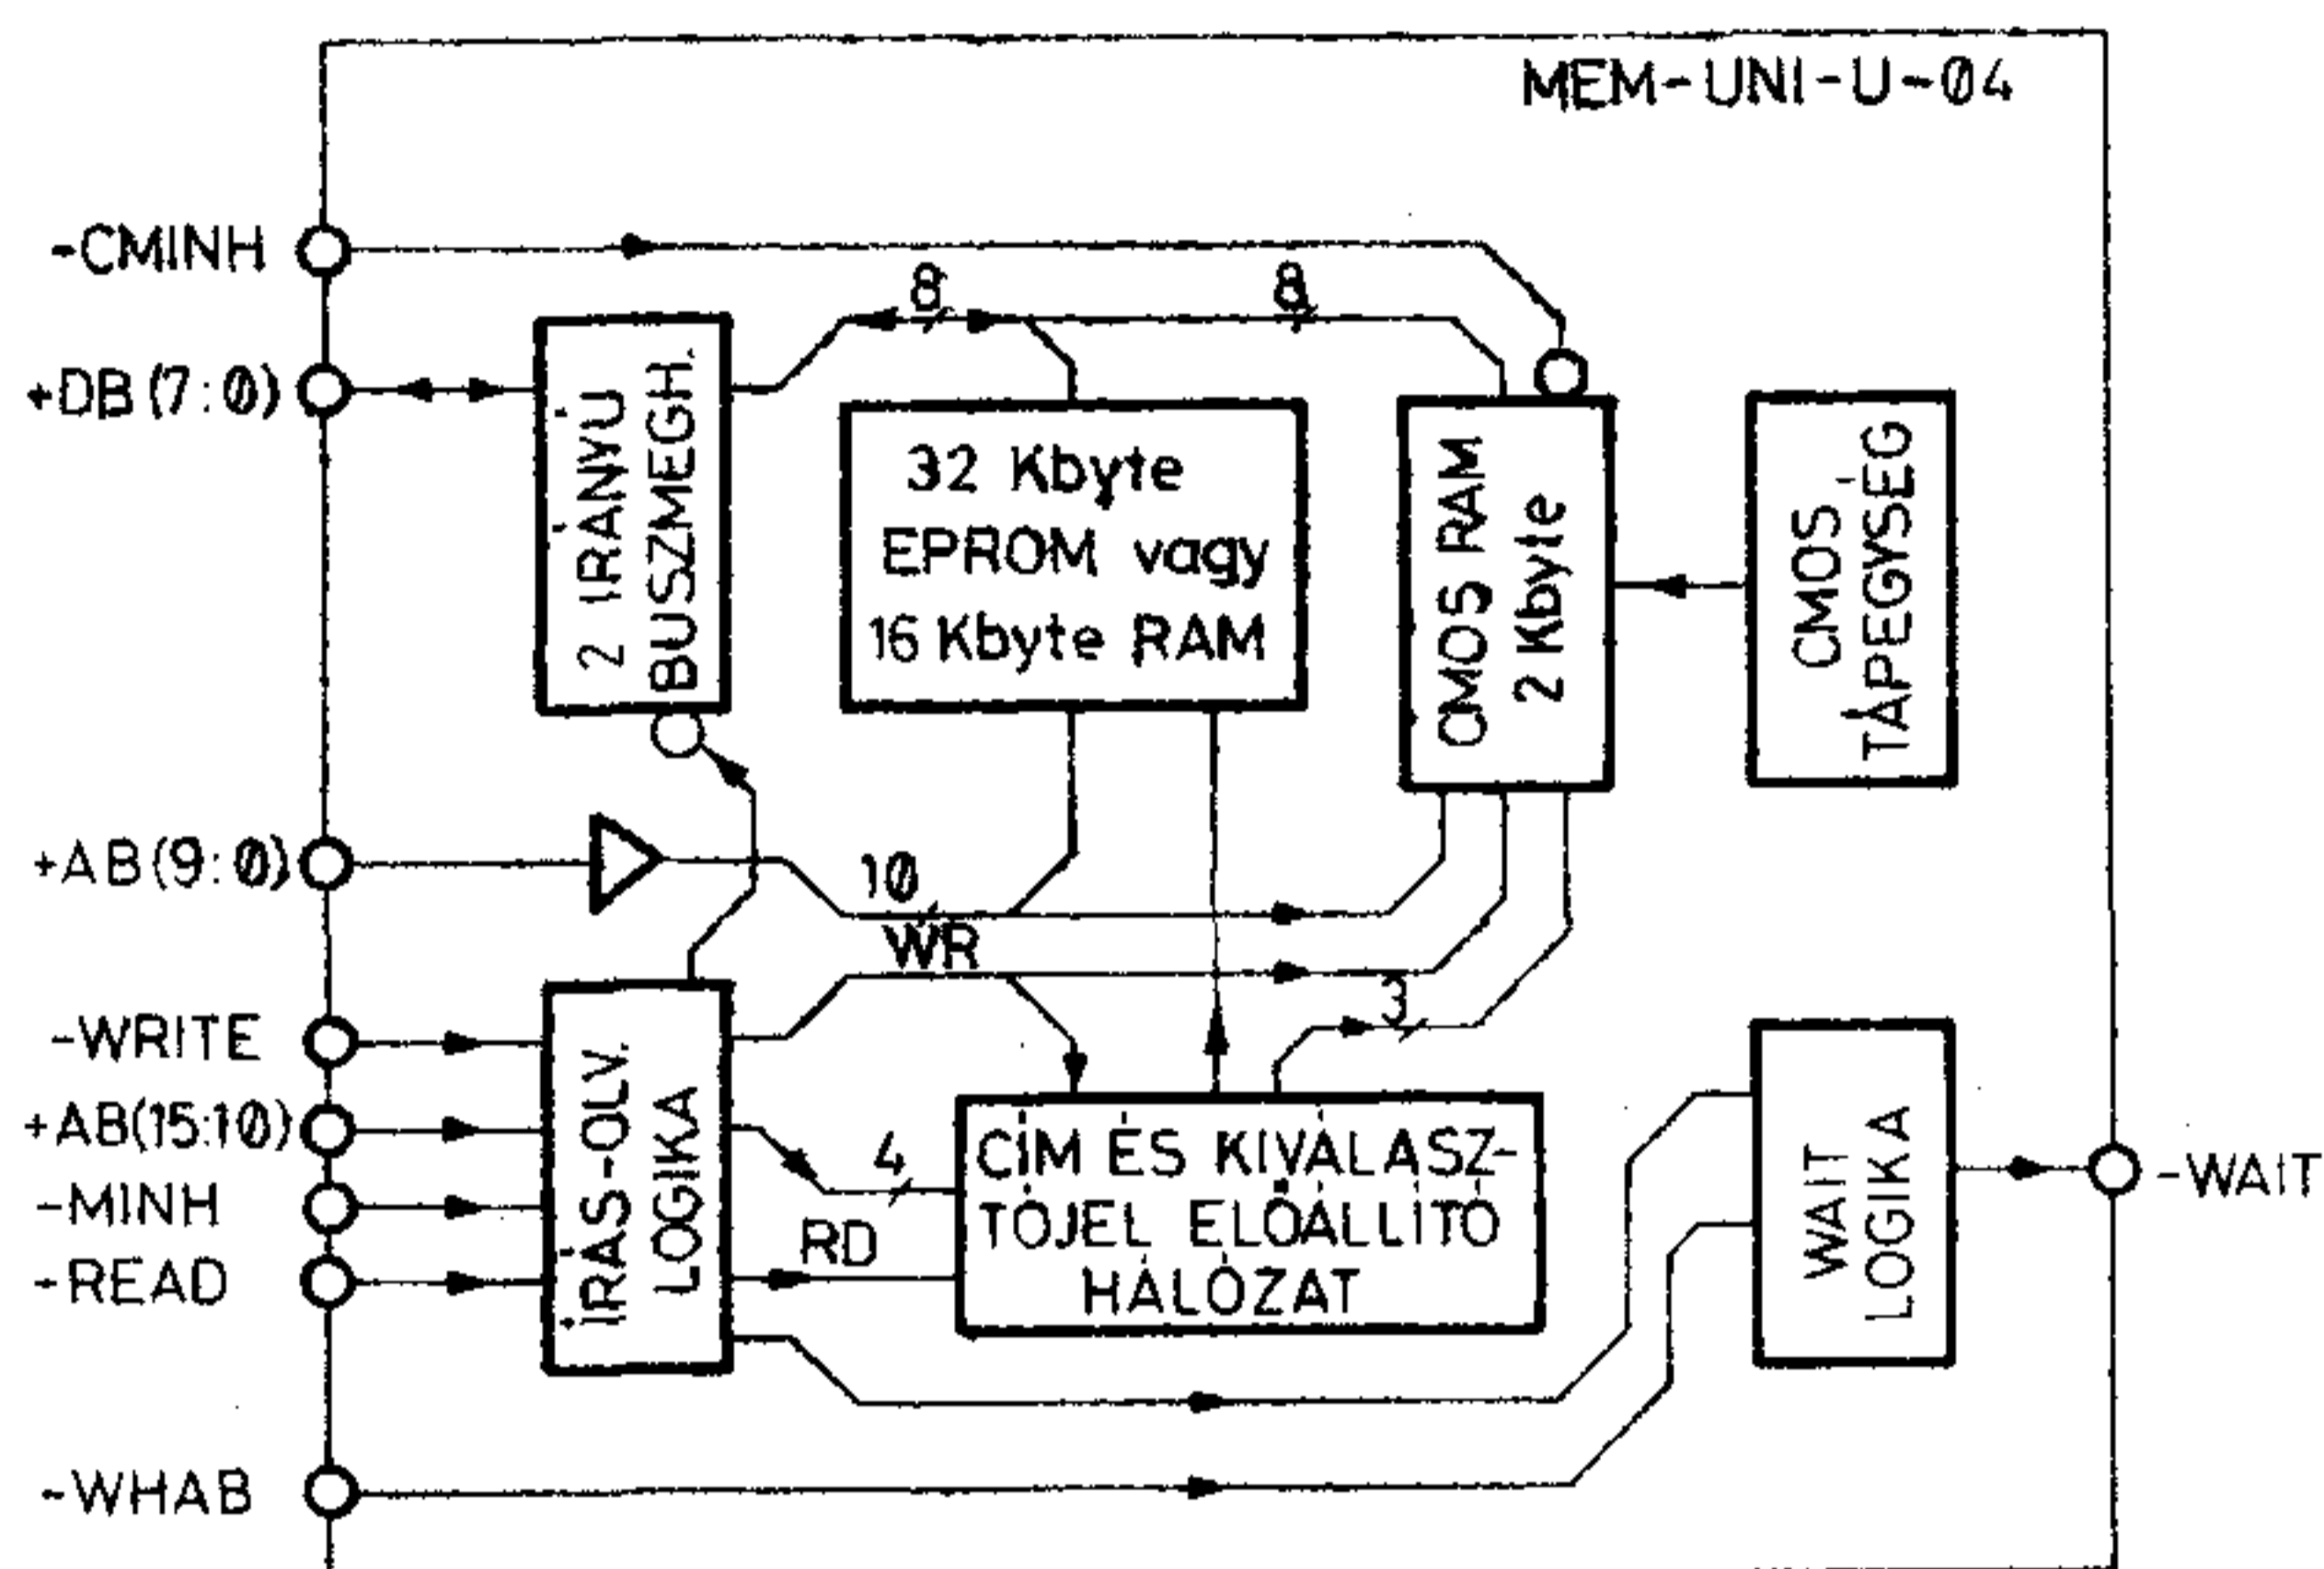 MEM-UNI-U-04
-CMINH
8
8
+DB(7:0)
2 IRÁNYÚ
BUSZMEGH.
32 Kbyte
EPROM vagy
16 Kbyte RAM
CMOS RAM
2 Kbyte
CMOS
TÁPEGYSÉG
+AB(9:0)
10
WR
3
-WRITE
+AB(15:10)
-MINH
-READ
ÍRÁS-OLV.
LOGIKA
4
RD
CÍM ÉS KIVÁLASZ-
TÓJEL ELŐÁLLÍTÓ
HÁLÓZAT
WAIT
LOGIKA
-WAIT
-WHAB